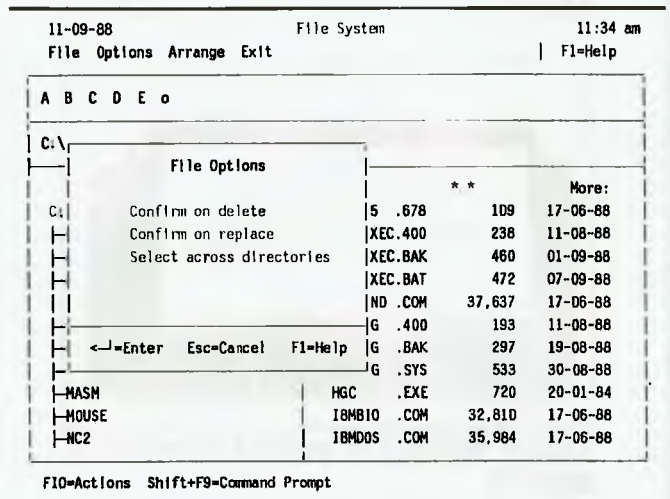 11-09-88 File System 11:34 am
File Options Arrange Exit | F1=Help
A B C D E o
C:\
File Options
* * More:
C: Confirm on delete 5 .678 109 17-06-88
Confirm on replace XEC.400 238 11-08-88
Select across directories XEC.BAK 460 01-09-88
XEC.BAT 472 07-09-88
ND .COM 37,637 17-06-88
G .400 193 11-08-88
<─┘=Enter Esc=Cancel F1=Help G .BAK 297 19-08-88
G .SYS 533 30-08-88
MASM HGC .EXE 720 20-01-84
MOUSE IBMBIO .COM 32,810 17-06-88
NC2 IBMDOS .COM 35,984 17-06-88
F10=Actions Shift+F9=Command Prompt